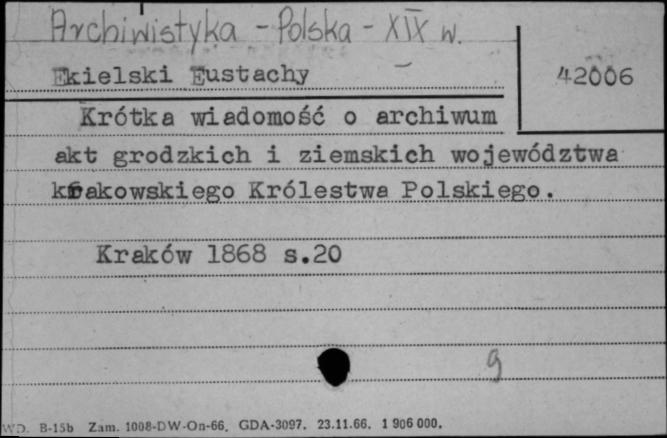 Archiwistyka - Polska - XIX w.
Ekielski Eustachy
42006
Krótka wiadomość o archiwum
akt grodzkich i ziemskich województwa
krakowskiego Królestwa Polskiego.
Kraków 1868 s.20
g
WD. B-15b Zam. 1008-DW-On-66. GDA-3097. 23.11.66. 1 906 000.